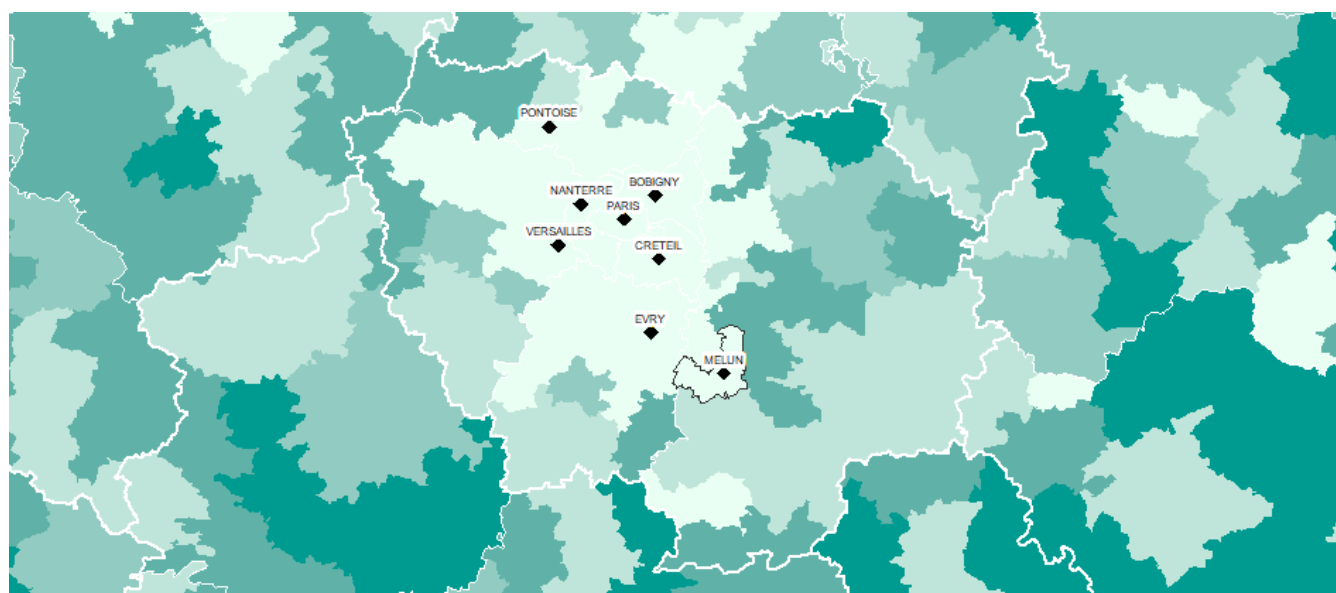 PONTOISE
BOBIGNY
NANTERRE
PARIS
VERSAILLES
CRETEIL
EVRY
MELUN